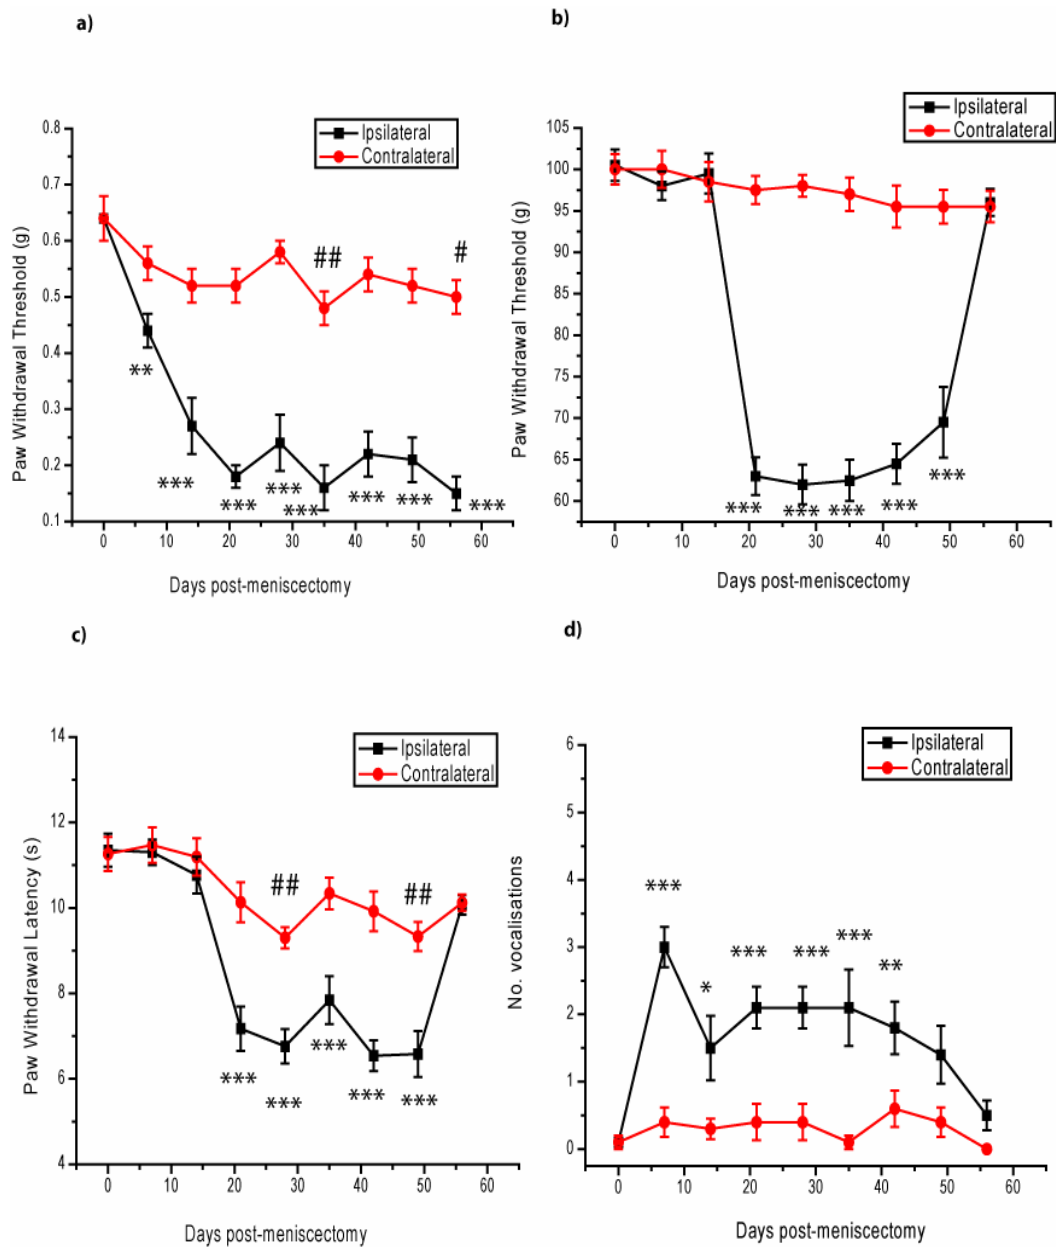 a)
Ipsilateral
Contralateral
0.8
0.7
0.6
0.5
0.4
0.3
0.2
0.1
Paw Withdrawal Threshold (g)
##
#
**
***
***
***
***
***
***
***
0 10 20 30 40 50 60
Days post-meniscectomy
b)
Ipsilateral
Contralateral
105
100
95
90
85
80
75
70
65
60
Paw Withdrawal Threshold (g)
***
***
***
***
***
0 10 20 30 40 50 60
Days post-meniscectomy
c)
Ipsilateral
Contralateral
14
12
10
8
6
4
Paw Withdrawal Latency (s)
##
##
***
***
***
***
***
0 10 20 30 40 50 60
Days post-meniscectomy
d)
Ipsilateral
Contralateral
6
5
4
3
2
1
0
No. vocalisations
***
*
***
***
***
**
0 10 20 30 40 50 60
Days post-meniscectomy